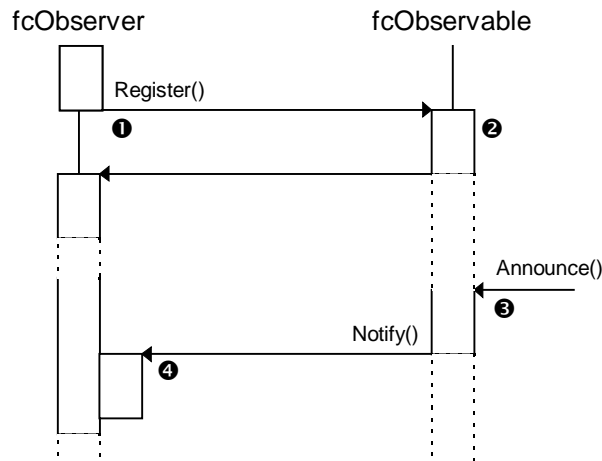 fcObserver fcObservable
Register()
❶ ❷
Announce()
❸
Notify()
❹